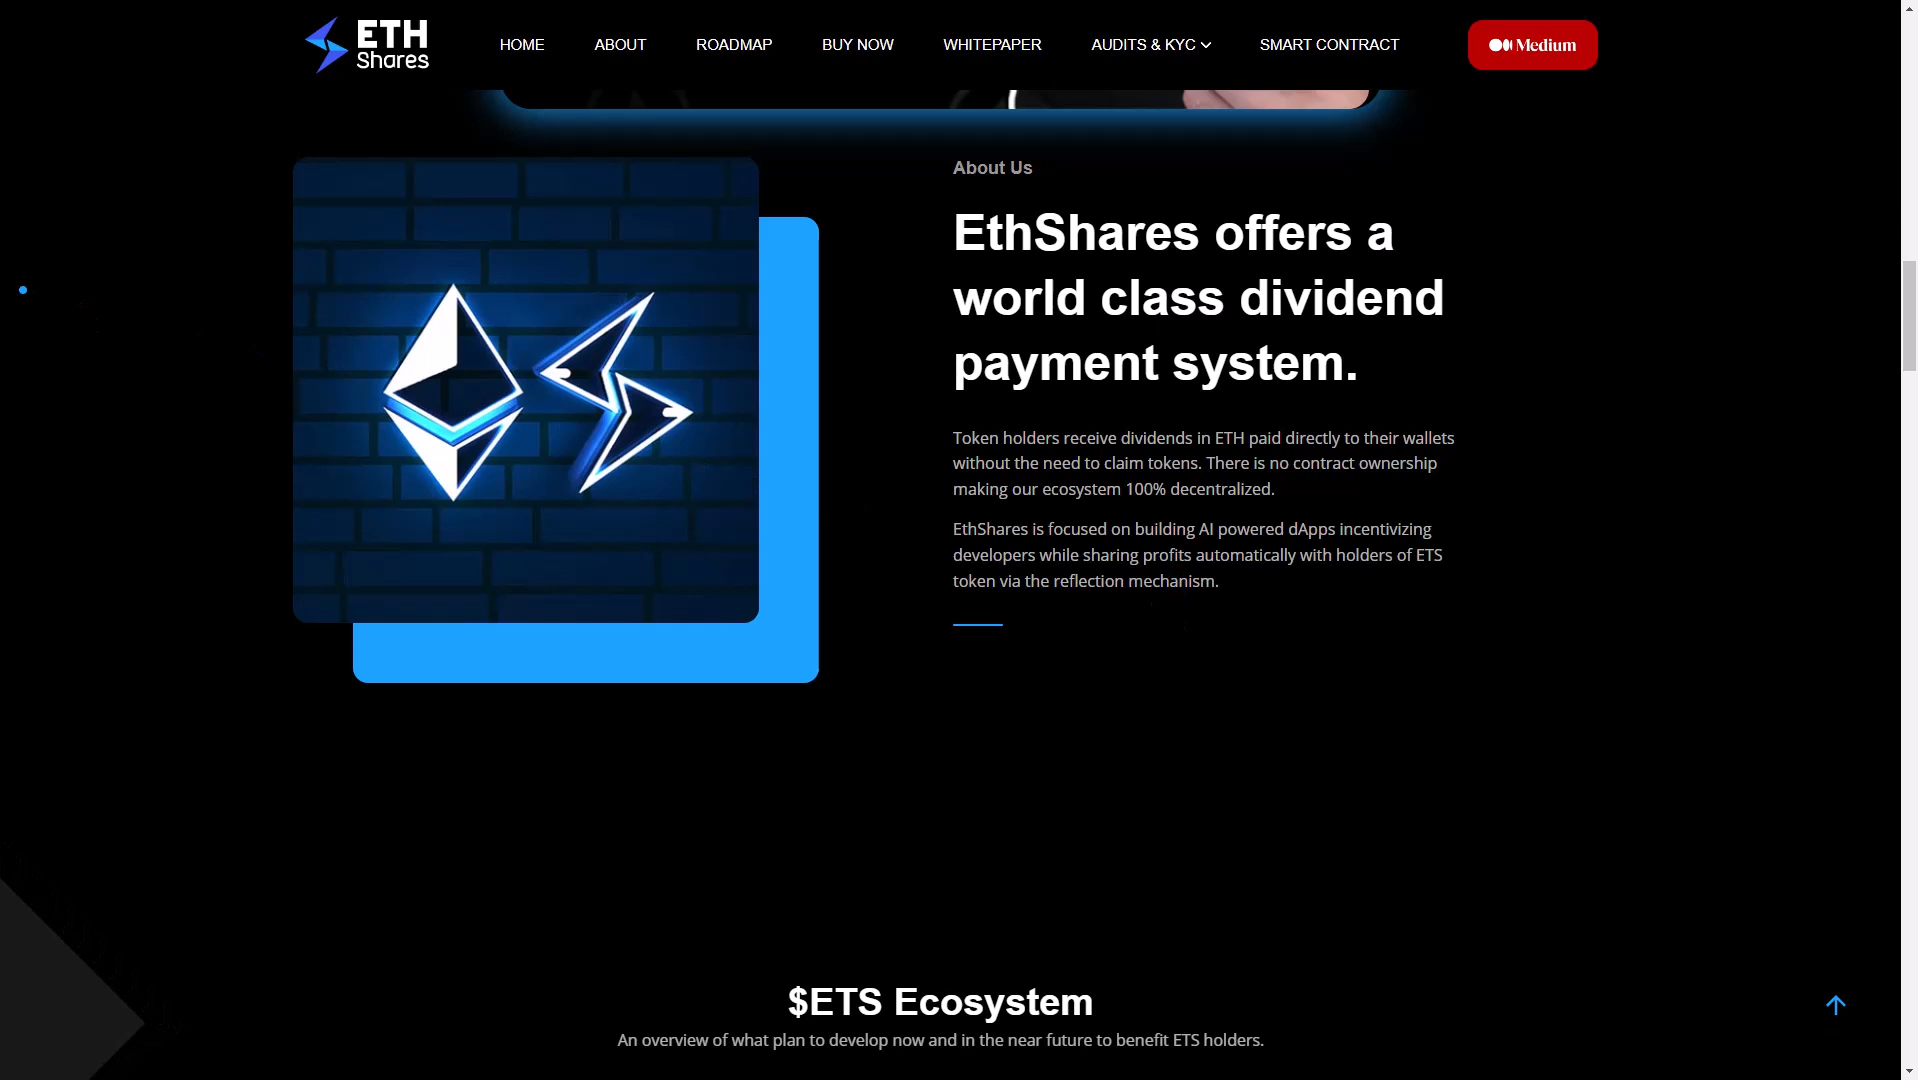 ETH
Shares
HOME
ABOUT
ROADMAP
BUY NOW
WHITEPAPER
AUDITS & KYC
SMART CONTRACT
Medium
About Us
EthShares offers a
world class dividend
payment system.
Token holders receive dividends in ETH paid directly to their wallets
without the need to claim tokens. There is no contract ownership
making our ecosystem 100% decentralized.
EthShares is focused on building AI powered dApps incentivizing
developers while sharing profits automatically with holders of ETS
token via the reflection mechanism.
$ETS Ecosystem
An overview of what plan to develop now and in the near future to benefit ETS holders.